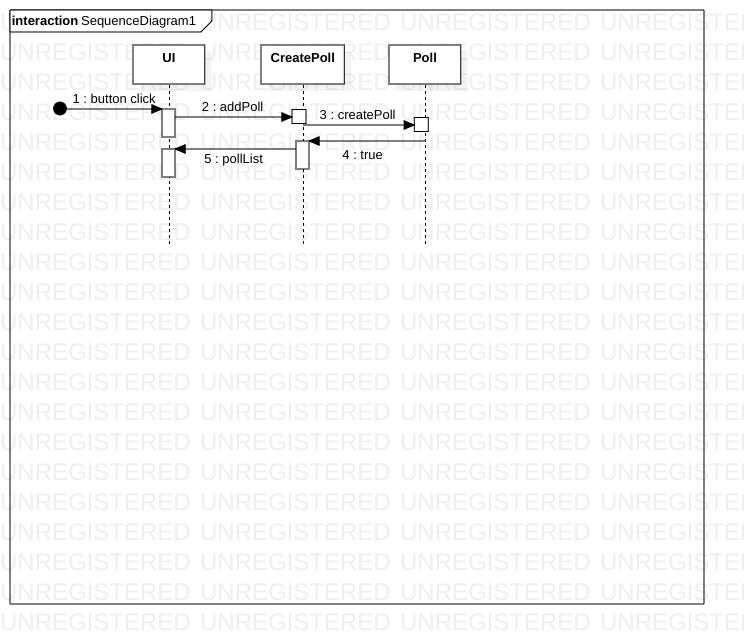 interaction SequenceDiagram1
UI CreatePoll Poll
1 : button click
2 : addPoll
3 : createPoll
4 : true
5 : pollList
UNREGISTERED UNREGISTERED UNREGISTERED UNREGISTERED